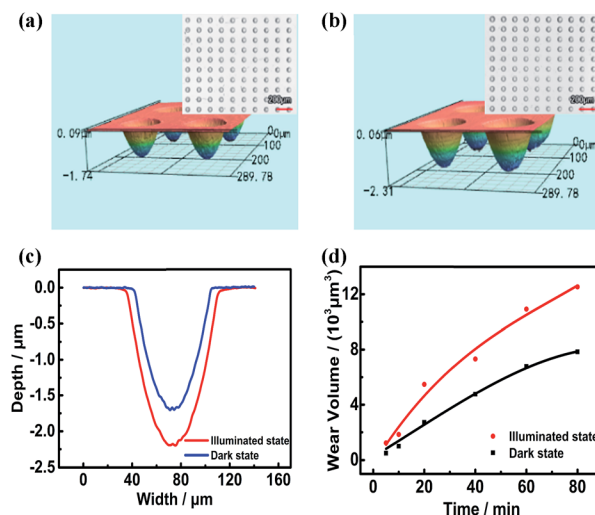 (a)
200μm
0.09μm
-1.74
0μm
100
200
289.78
(b)
200μm
0.06μm
-2.31
0μm
100
200
289.78
(c)
0.0
-0.5
-1.0
-1.5
-2.0
-2.5
Depth / μm
0 40 80 120 160
Width / μm
Illuminated state
Dark state
(d)
12
8
4
0
Wear Volume / (10³μm³)
0 20 40 60 80
Time / min
Illuminated state
Dark state